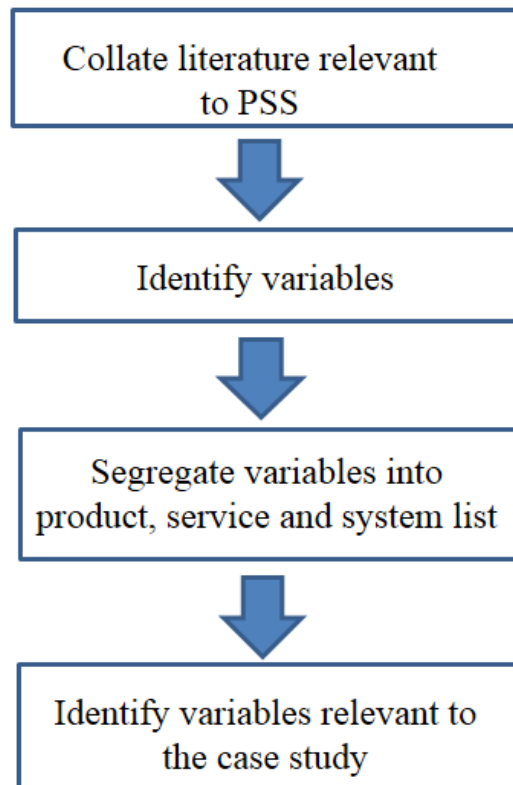 Collate literature relevant
to PSS
Identify variables
Segregate variables into
product, service and system list
Identify variables relevant to
the case study